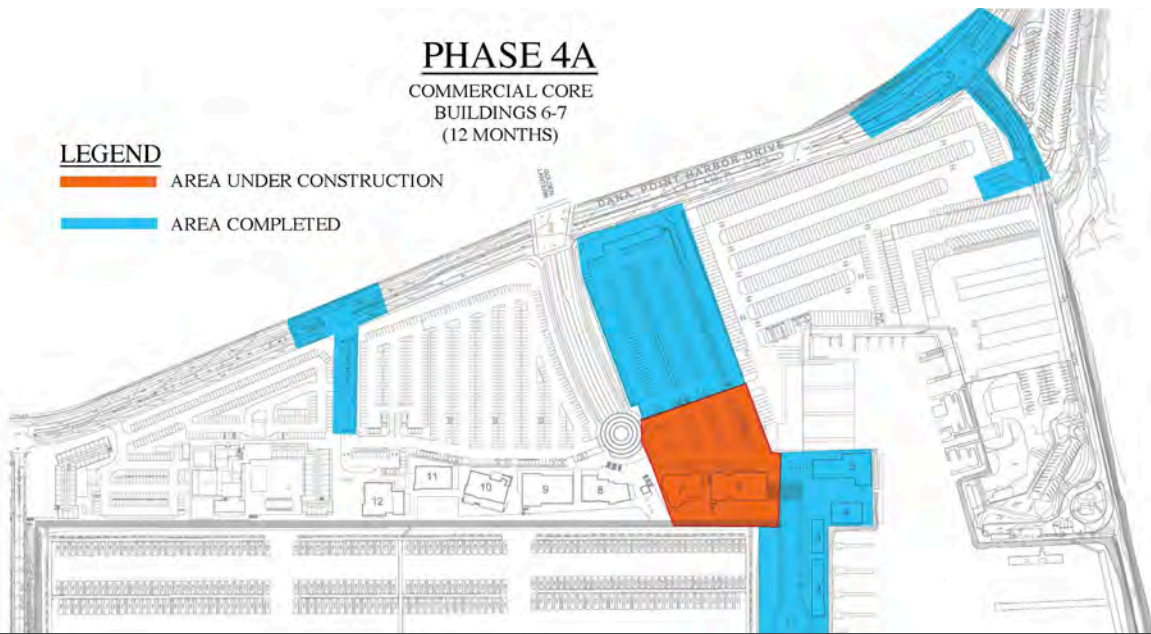 PHASE 4A
COMMERCIAL CORE
BUILDINGS 6-7
(12 MONTHS)
LEGEND
AREA UNDER CONSTRUCTION
AREA COMPLETED
DANA POINT HARBOR DRIVE
12
11
10
9
8
7
6